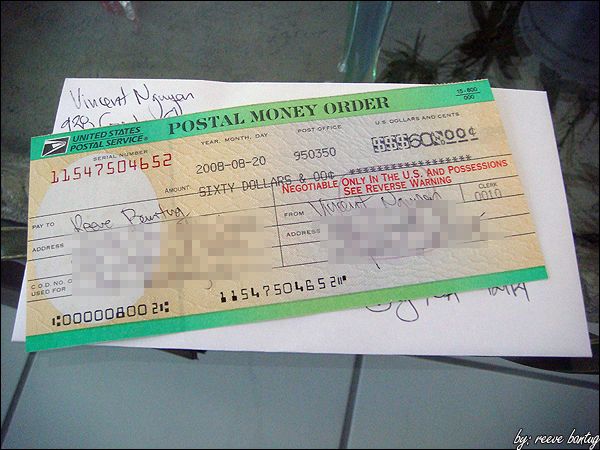 Vincent Nguyen
15-800
000
UNITED STATES
POSTAL SERVICE
POSTAL MONEY ORDER
SERIAL NUMBER
YEAR, MONTH, DAY
POST OFFICE
U.S. DOLLARS AND CENTS
11547504652
2008-08-20
950350
$$$60.00¢
AMOUNT
SIXTY DOLLARS & 00¢ ******************
NEGOTIABLE ONLY IN THE U.S. AND POSSESSIONS
SEE REVERSE WARNING
PAY TO
Reeve Bantug
FROM
Vincent Nguyen
CLERK
0010
ADDRESS
ADDRESS
C.O.D. NO. OR
USED FOR
⑆00000800 2⑆
11547504652⑈
by: reeve bantug